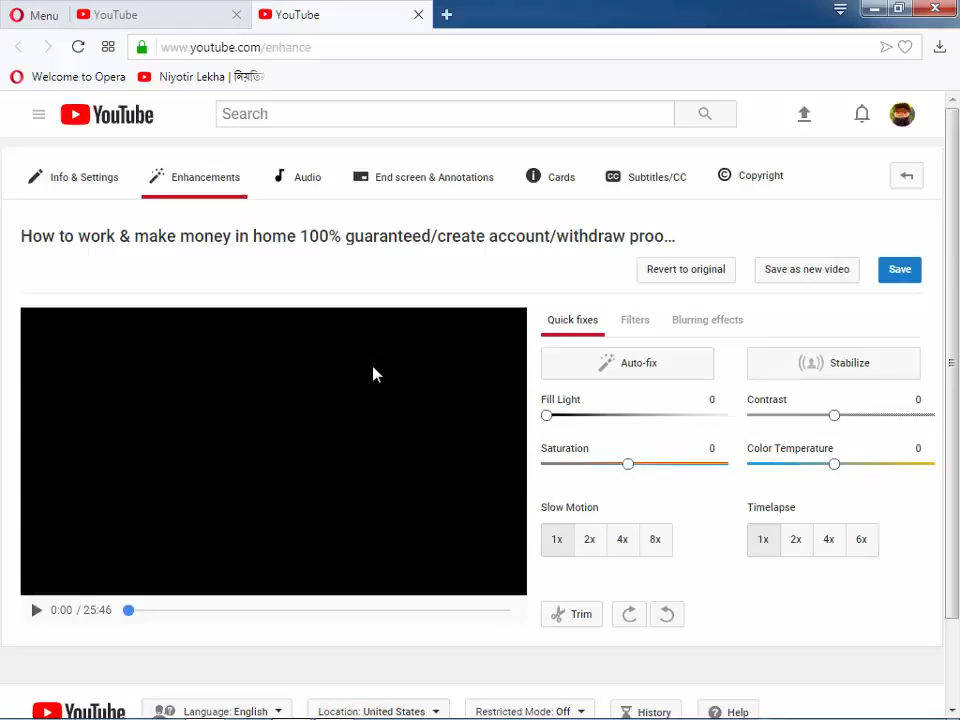 Menu YouTube YouTube
www.youtube.com/enhance
Welcome to Opera Niyotir Lekha |
YouTube Search
Info & Settings Enhancements Audio End screen & Annotations Cards CC Subtitles/CC Copyright
How to work & make money in home 100% guaranteed/create account/withdraw proo...
Revert to original Save as new video Save
Quick fixes Filters Blurring effects
Auto-fix Stabilize
Fill Light 0 Contrast 0
Saturation 0 Color Temperature 0
Slow Motion Timelapse
1x 2x 4x 8x 1x 2x 4x 6x
0:00 / 25:46 Trim
YouTube Language: English Location: United States Restricted Mode: Off History Help